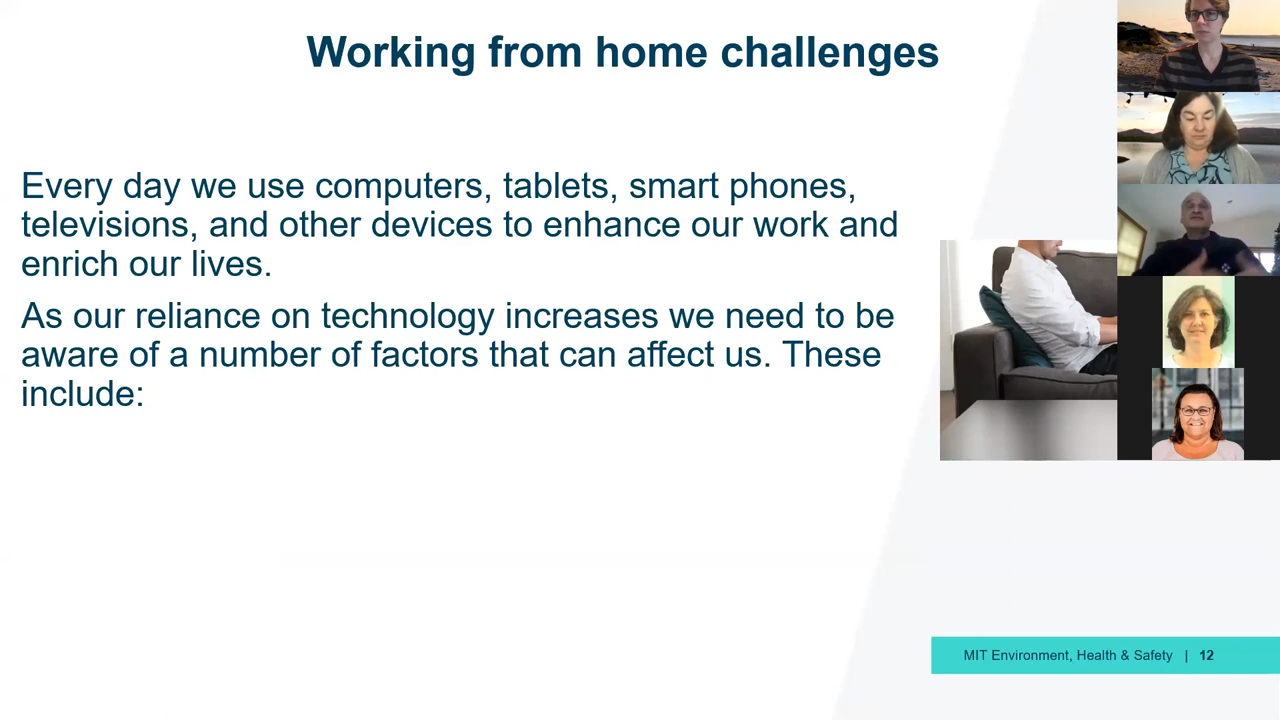 Working from home challenges
Every day we use computers, tablets, smart phones,
televisions, and other devices to enhance our work and
enrich our lives.
As our reliance on technology increases we need to be
aware of a number of factors that can affect us. These
include:
MIT Environment, Health & Safety | 12